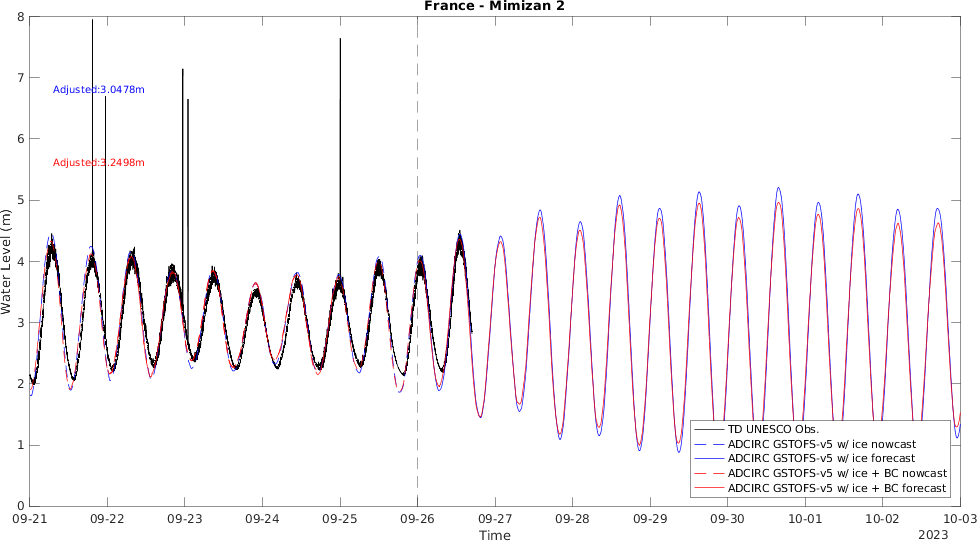 France - Mimizan 2
8
7
6
5
4
3
2
1
0
Water Level (m)
Adjusted:3.0478m
Adjusted:3.2498m
TD UNESCO Obs.
ADCIRC GSTOFS-v5 w/ ice nowcast
ADCIRC GSTOFS-v5 w/ ice forecast
ADCIRC GSTOFS-v5 w/ ice + BC nowcast
ADCIRC GSTOFS-v5 w/ ice + BC forecast
09-21 09-22 09-23 09-24 09-25 09-26 09-27 09-28 09-29 09-30 10-01 10-02 10-03
Time
2023